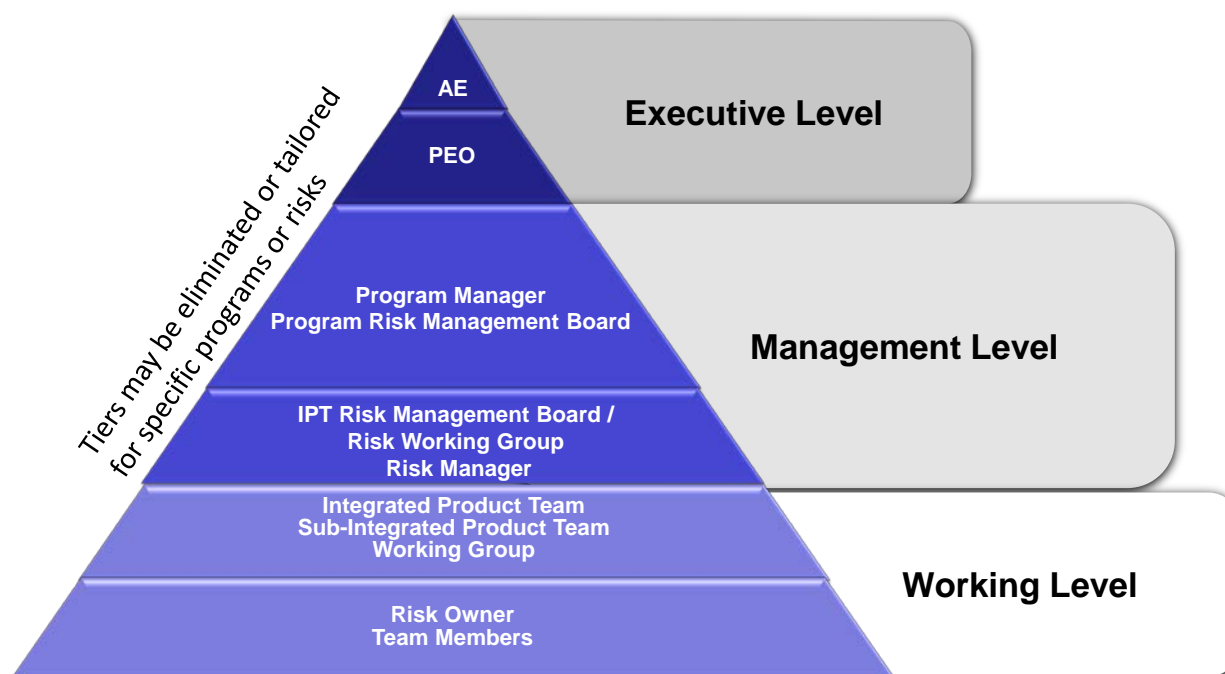 AE
Executive Level
PEO
Tiers may be eliminated or tailored
for specific programs or risks
Program Manager
Program Risk Management Board
Management Level
IPT Risk Management Board /
Risk Working Group
Risk Manager
Integrated Product Team
Sub-Integrated Product Team
Working Group
Working Level
Risk Owner
Team Members